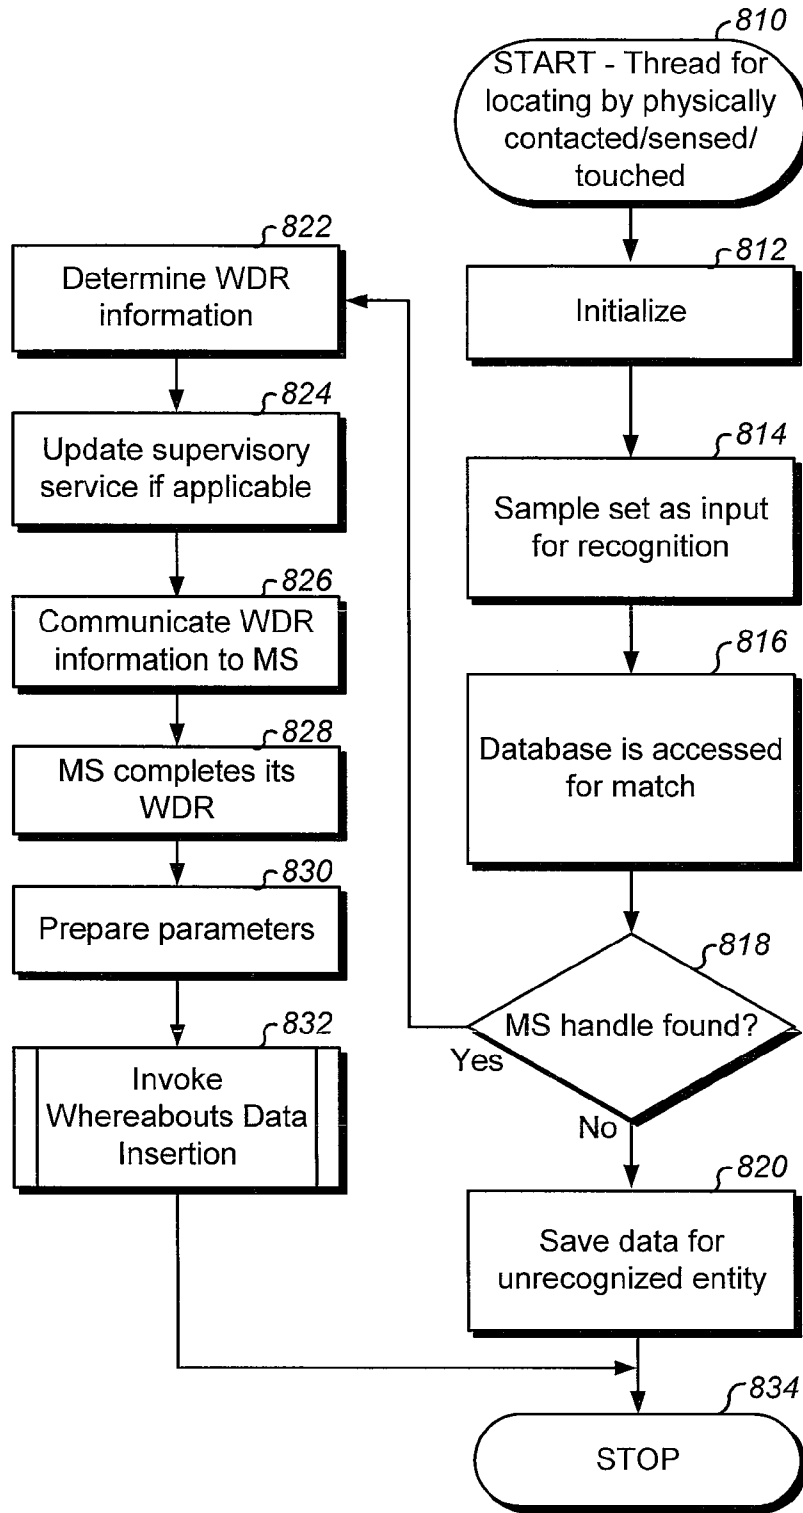 810
START - Thread for
locating by physically
contacted/sensed/
touched
812
Initialize
814
Sample set as input
for recognition
816
Database is accessed
for match
818
MS handle found?
Yes
No
820
Save data for
unrecognized entity
822
Determine WDR
information
824
Update supervisory
service if applicable
826
Communicate WDR
information to MS
828
MS completes its
WDR
830
Prepare parameters
832
Invoke
Whereabouts Data
Insertion
834
STOP